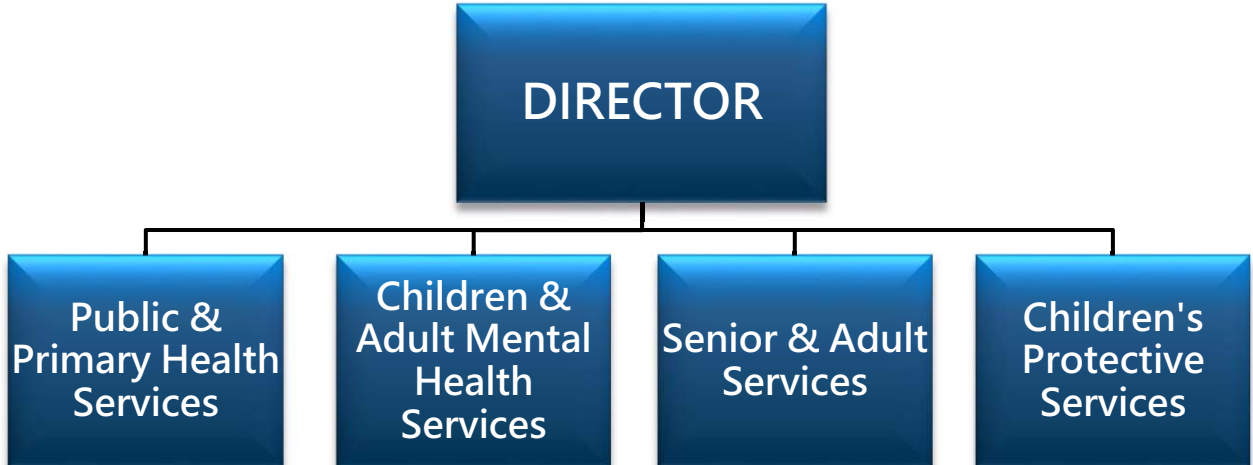 DIRECTOR
Public &
Primary Health
Services
Children &
Adult Mental
Health
Services
Senior & Adult
Services
Children's
Protective
Services